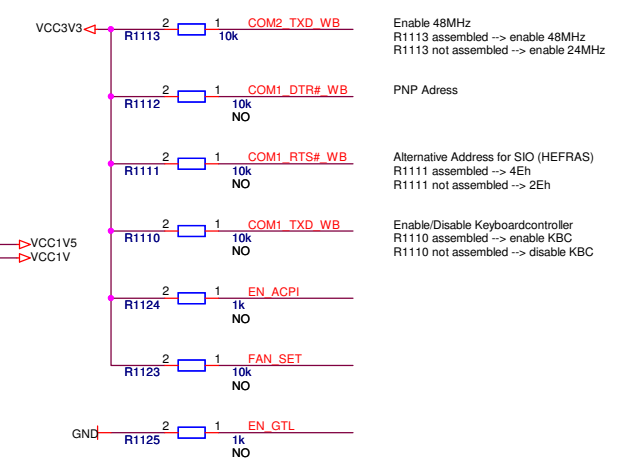 VCC3V3
2 1 COM2_TXD_WB
R1113 10k
Enable 48MHz
R1113 assembled --> enable 48MHz
R1113 not assembled --> enable 24MHz
2 1 COM1_DTR#_WB
R1112 10k
NO
PNP Adress
2 1 COM1_RTS#_WB
R1111 10k
NO
Alternative Address for SIO (HEFRAS)
R1111 assembled --> 4Eh
R1111 not assembled --> 2Eh
2 1 COM1_TXD_WB
R1110 10k
NO
Enable/Disable Keyboardcontroller
R1110 assembled --> enable KBC
R1110 not assembled --> disable KBC
VCC1V5
VCC1V
2 1 EN_ACPI
R1124 1k
NO
2 1 FAN_SET
R1123 10k
NO
GND
2 1 EN_GTL
R1125 1k
NO